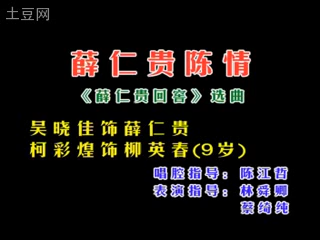 土豆网
薛仁贵陈情
《薛仁贵回窑》选曲
吴晓佳饰薛仁贵
柯彩煌饰柳英春(9岁)
唱腔指导：陈江哲
表演指导：林舜卿
蔡绮纯